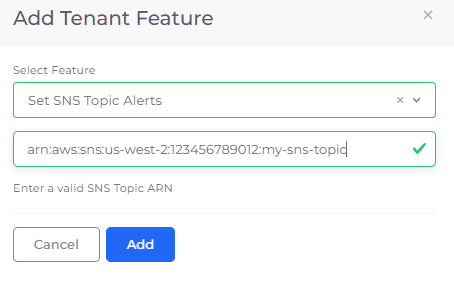 Add Tenant Feature
Select Feature
Set SNS Topic Alerts
arn:aws:sns:us-west-2:123456789012:my-sns-topic
Enter a valid SNS Topic ARN
Cancel
Add